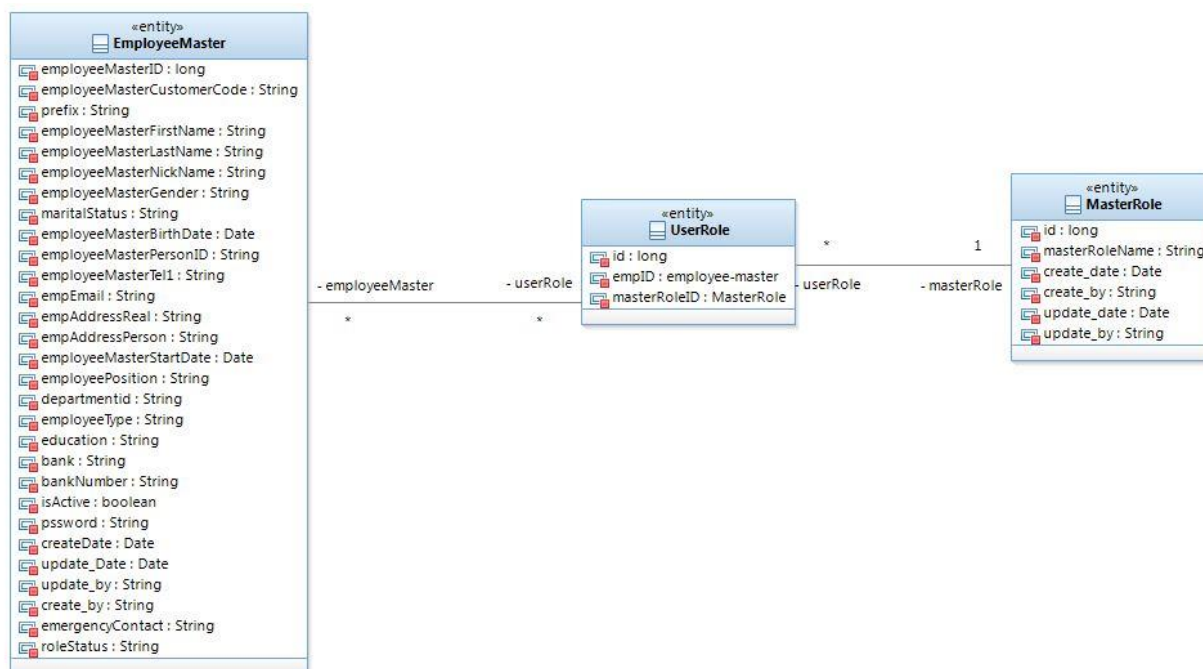 «entity»
EmployeeMaster
employeeMasterID : long
employeeMasterCustomerCode : String
prefix : String
employeeMasterFirstName : String
employeeMasterLastName : String
employeeMasterNickName : String
employeeMasterGender : String
maritalStatus : String
employeeMasterBirthDate : Date
employeeMasterPersonID : String
employeeMasterTel1 : String
empEmail : String
empAddressReal : String
empAddressPerson : String
employeeMasterStartDate : Date
employeePosition : String
departmentid : String
employeeType : String
education : String
bank : String
bankNumber : String
isActive : boolean
pssword : String
createDate : Date
update_Date : Date
update_by : String
create_by : String
emergencyContact : String
roleStatus : String
- employeeMaster
*
- userRole
*
«entity»
UserRole
id : long
empID : employee-master
masterRoleID : MasterRole
*
- userRole
1
- masterRole
«entity»
MasterRole
id : long
masterRoleName : String
create_date : Date
create_by : String
update_date : Date
update_by : String